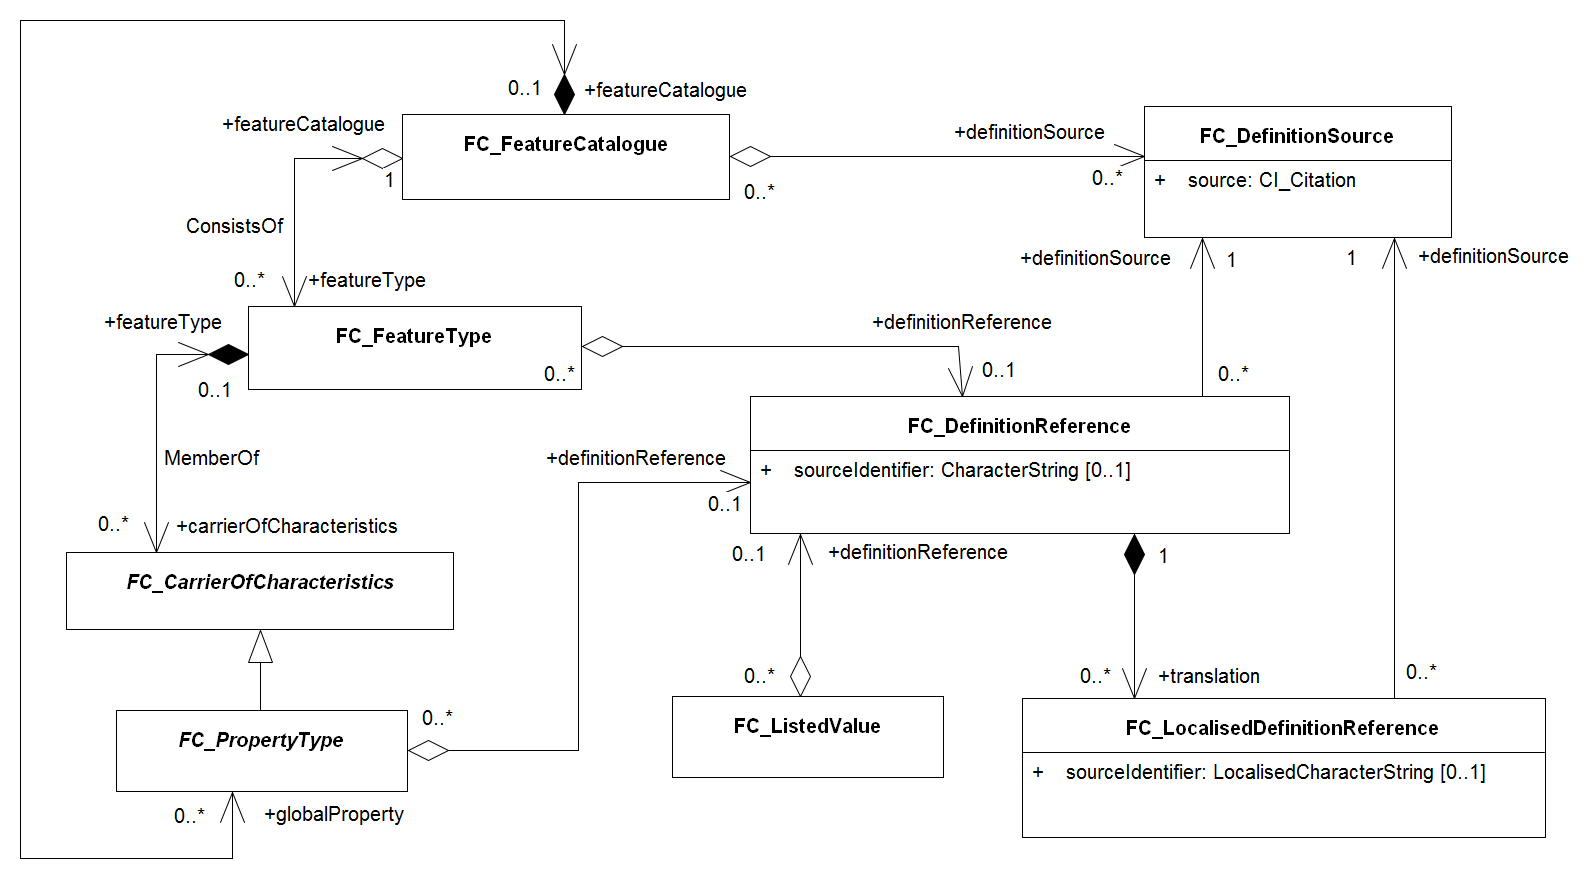 0..1
+featureCatalogue
+featureCatalogue
FC_FeatureCatalogue
1
+definitionSource
0..*
0..*
FC_DefinitionSource
+ source: CI_Citation
ConsistsOf
0..*
+featureType
+definitionSource
1
1
+definitionSource
+featureType
FC_FeatureType
0..1
0..*
+definitionReference
0..1
0..*
FC_DefinitionReference
+ sourceIdentifier: CharacterString [0..1]
MemberOf
+definitionReference
0..1
0..*
+carrierOfCharacteristics
0..1
+definitionReference
1
FC_CarrierOfCharacteristics
0..*
0..*
+translation
0..*
FC_PropertyType
0..*
FC_ListedValue
FC_LocalisedDefinitionReference
+ sourceIdentifier: LocalisedCharacterString [0..1]
0..*
+globalProperty